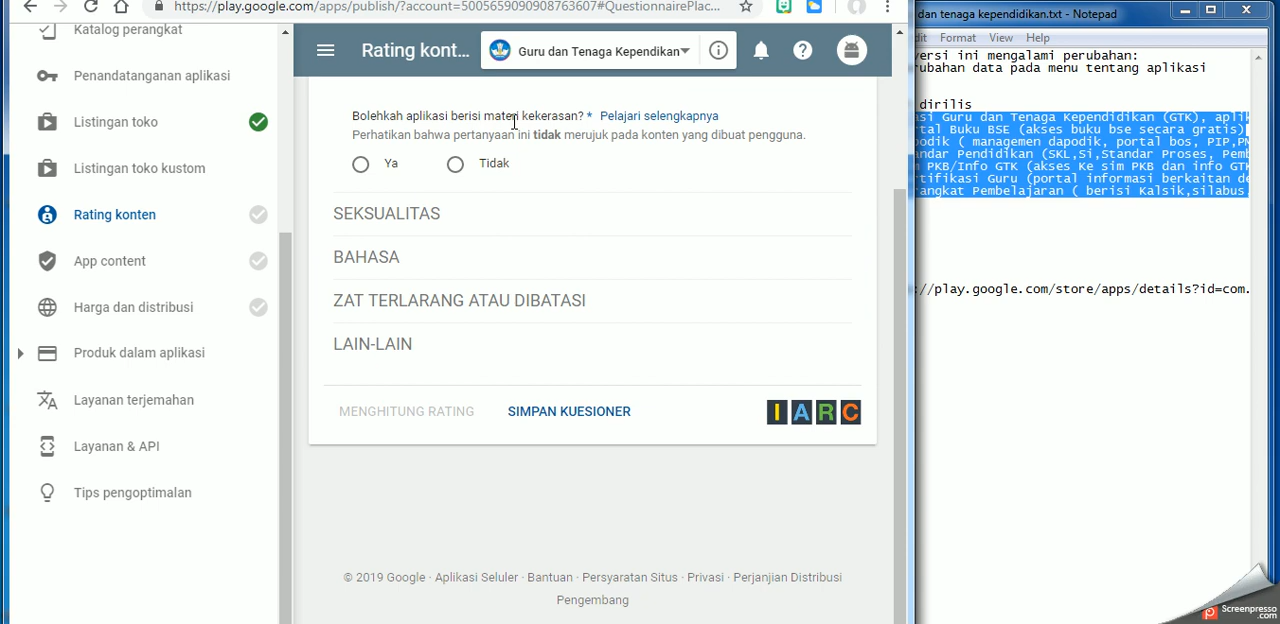 https://play.google.com/apps/publish/?account=5005659090908763607#QuestionnairePlac...
Katalog perangkat
Penandatanganan aplikasi
Listingan toko
Listingan toko kustom
Rating konten
App content
Harga dan distribusi
Produk dalam aplikasi
Layanan terjemahan
Layanan & API
Tips pengoptimalan
Rating kont...
Guru dan Tenaga Kependikan
Bolehkah aplikasi berisi materi kekerasan? * Pelajari selengkapnya
Perhatikan bahwa pertanyaan ini tidak merujuk pada konten yang dibuat pengguna.
Ya
Tidak
SEKSUALITAS
BAHASA
ZAT TERLARANG ATAU DIBATASI
LAIN-LAIN
MENGHITUNG RATING
SIMPAN KUESIONER
IARC
© 2019 Google · Aplikasi Seluler · Bantuan · Persyaratan Situs · Privasi · Perjanjian Distribusi
Pengembang
dan tenaga kependidikan.txt - Notepad
dit Format View Help
versi ini mengalami perubahan:
rubahan data pada menu tentang aplikasi
dirilis
asi Guru dan Tenaga Kependidikan (GTK), aplik
rtal Buku BSE (akses buku bse secara gratis)
podik ( managemen dapodik, portal bos, PIP,PM
andar Pendidikan (SKL,Si,Standar Proses, Pemb
m PKB/Info GTK (akses Ke sim PKB dan info GTK
rtifikasi Guru (portal informasi berkaitan de
rangkat Pembelajaran ( berisi Kalsik,silabus,
://play.google.com/store/apps/details?id=com.
Screenpresso
.com